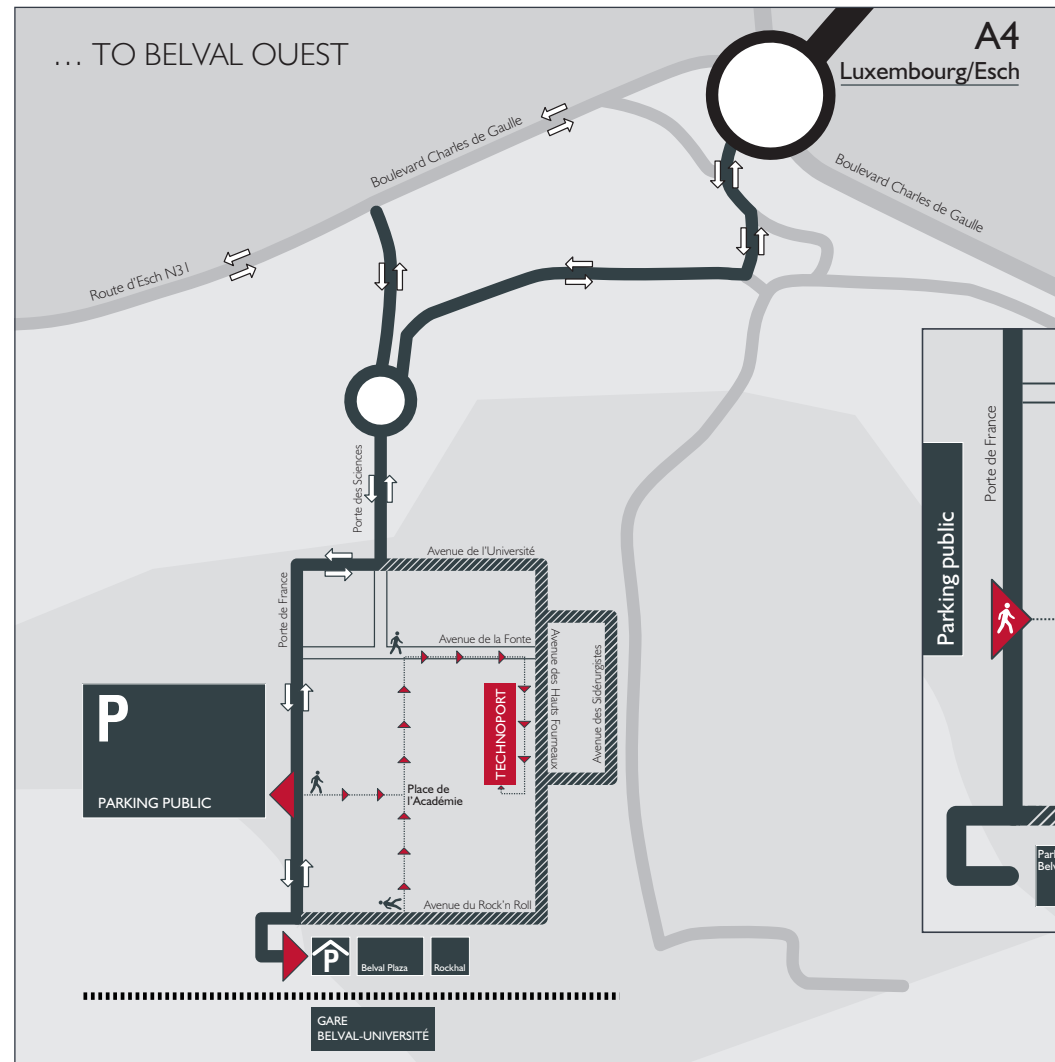 ... TO BELVAL OUEST
A4
Luxembourg/Esch
Boulevard Charles de Gaulle
Boulevard Charles de Gaulle
Route d'Esch N31
Porte des Sciences
Avenue de l'Université
Porte de France
Avenue de la Fonte
Avenue des Hauts Fourneaux
Avenue des Sidérurgistes
TECHNOPORT
P
PARKING PUBLIC
Place de
l'Académie
Avenue du Rock'n Roll
P
Belval Plaza
Rockhal
GARE
BELVAL-UNIVERSITÉ
Porte de France
Parking public